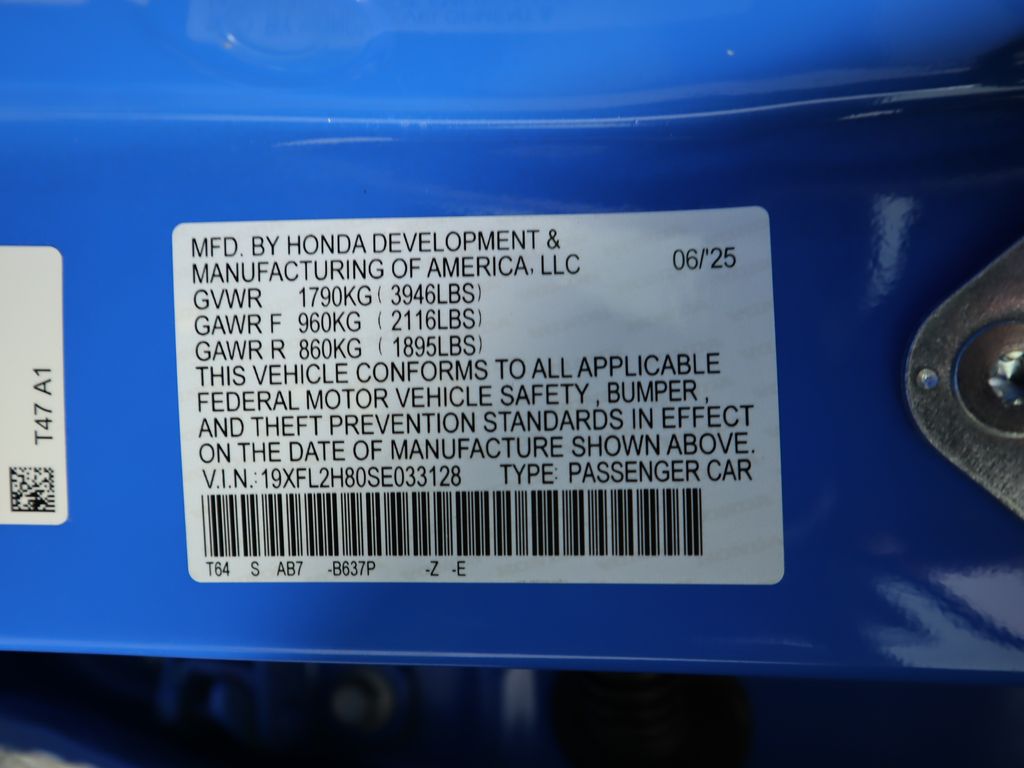 MFD. BY HONDA DEVELOPMENT &
MANUFACTURING OF AMERICA, LLC 06/'25
GVWR 1790KG ( 3946LBS)
GAWR F 960KG ( 2116LBS)
GAWR R 860KG ( 1895LBS)
THIS VEHICLE CONFORMS TO ALL APPLICABLE
FEDERAL MOTOR VEHICLE SAFETY , BUMPER ,
AND THEFT PREVENTION STANDARDS IN EFFECT
ON THE DATE OF MANUFACTURE SHOWN ABOVE.
V.I.N.: 19XFL2H80SE033128 TYPE: PASSENGER CAR
T64 S AB7 -B637P -Z -E
T47 A1